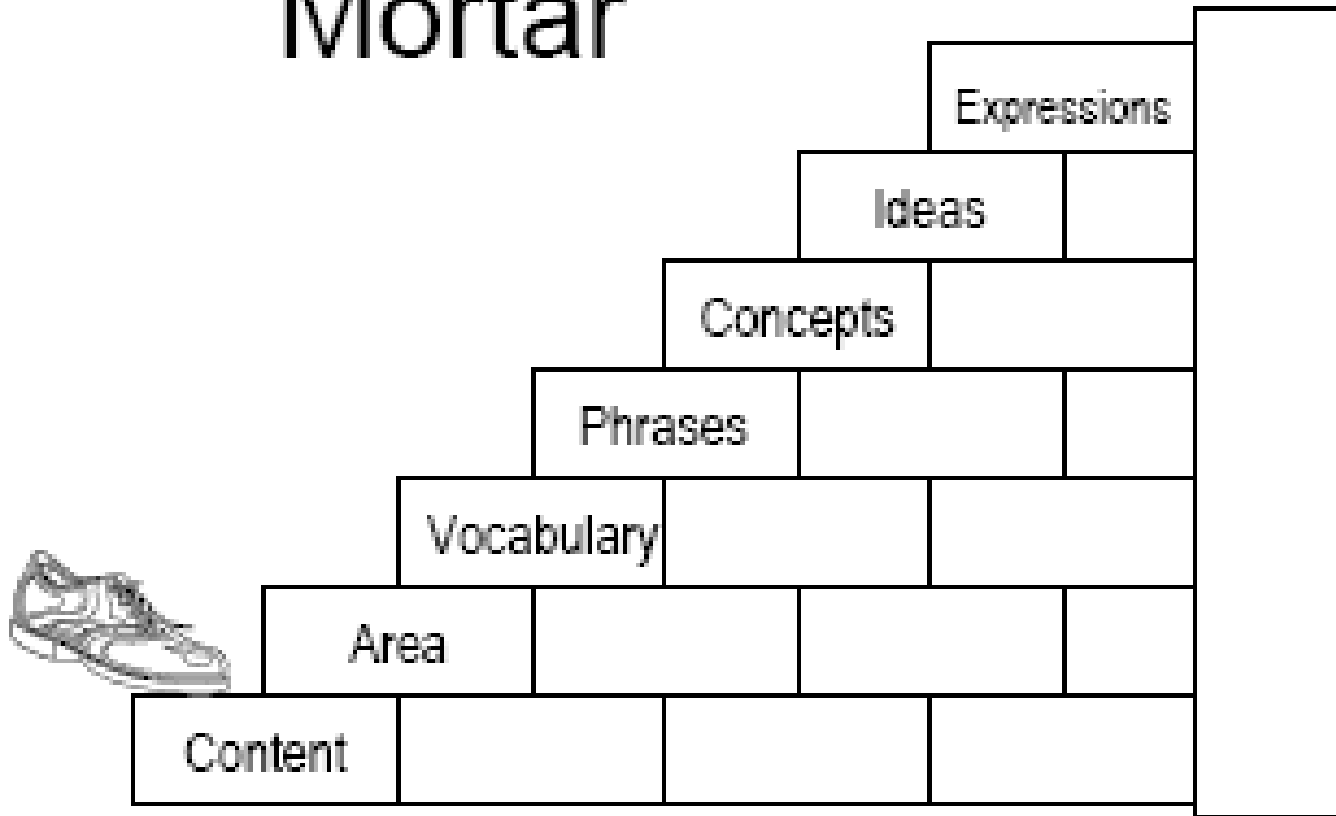 Mortar
Expressions
Ideas
Concepts
Phrases
Vocabulary
Area
Content